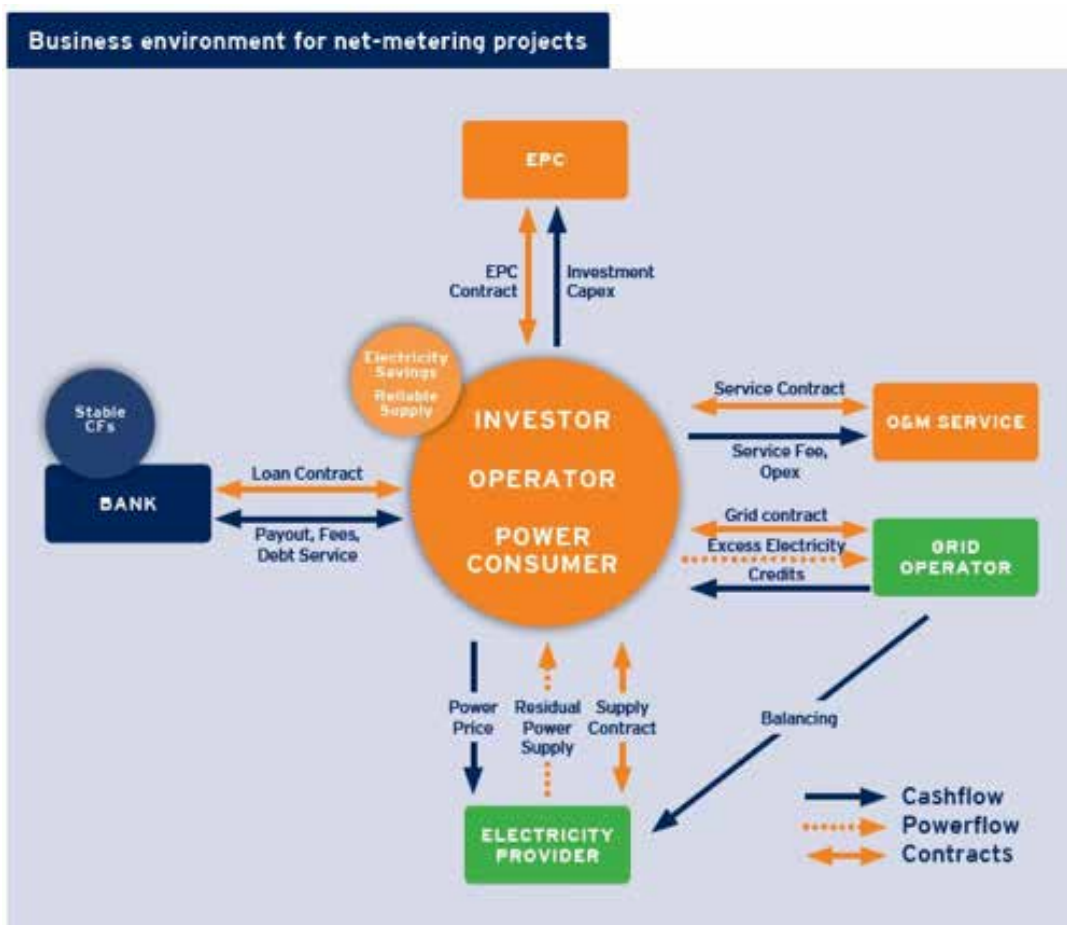 Business environment for net-metering projects
EPC
EPC
Contract
Investment
Capex
Electricity
Savings
Reliable
Supply
Stable
CFs
BANK
Loan Contract
Payout, Fees,
Debt Service
INVESTOR
OPERATOR
POWER
CONSUMER
Service Contract
Service Fee,
Opex
O&M SERVICE
Grid contract
Excess Electricity
Credits
GRID
OPERATOR
Power
Price
Residual
Power
Supply
Supply
Contract
Balancing
ELECTRICITY
PROVIDER
Cashflow
Powerflow
Contracts